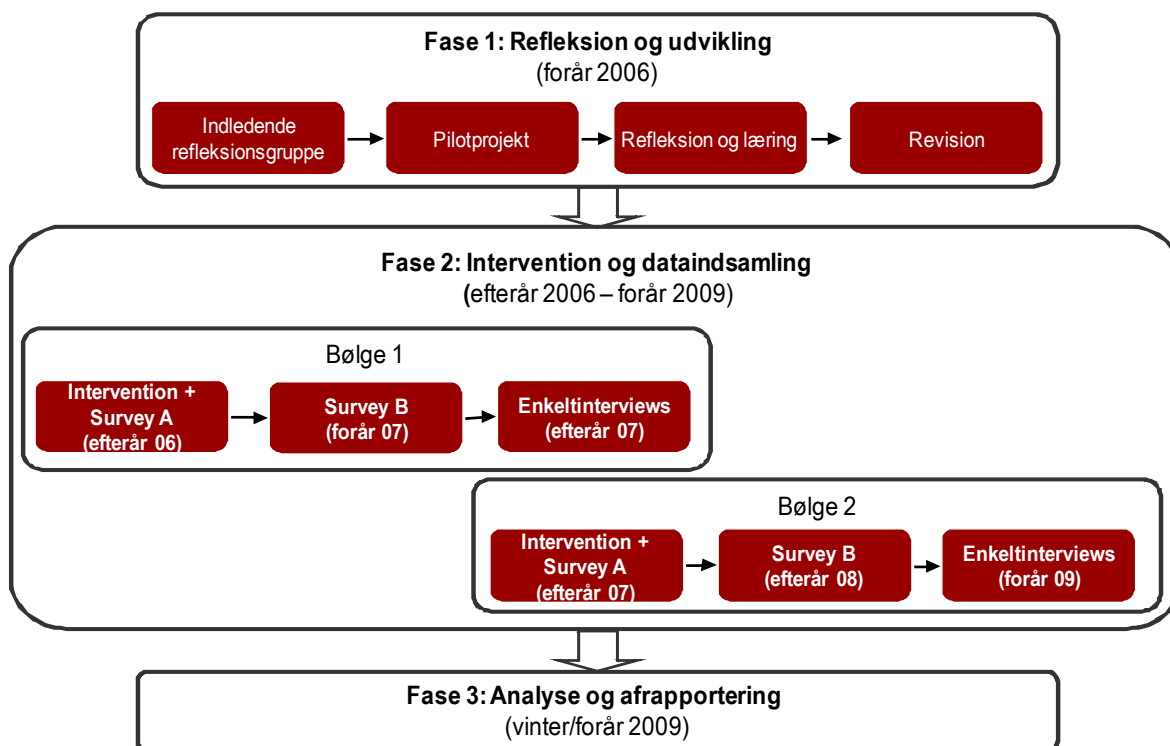 Fase 1: Refleksion og udvikling
(forår 2006)
Indledende
refleksionsgruppe
Pilotprojekt
Refleksion og læring
Revision
Fase 2: Intervention og dataindsamling
(efterår 2006 – forår 2009)
Bølge 1
Intervention +
Survey A
(efterår 06)
Survey B
(forår 07)
Enkeltinterviews
(efterår 07)
Bølge 2
Intervention +
Survey A
(efterår 07)
Survey B
(efterår 08)
Enkeltinterviews
(forår 09)
Fase 3: Analyse og afrapportering
(vinter/forår 2009)